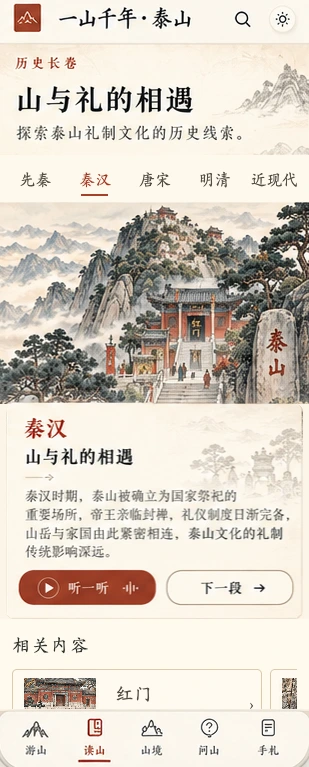 一山千年·泰山
历史长卷
山与礼的相遇
探索泰山礼制文化的历史线索。
先秦 秦汉 唐宋 明清 近现代
红
泰山
秦汉
山与礼的相遇
秦汉时期，泰山被确立为国家祭祀的
重要场所，帝王亲临封禅，礼仪制度日渐完备，
山岳与家国由此紧密相连，泰山文化的礼制
传统影响深远。
听一听 下一段
相关内容
红门
游山 读山 山境 问山 手札